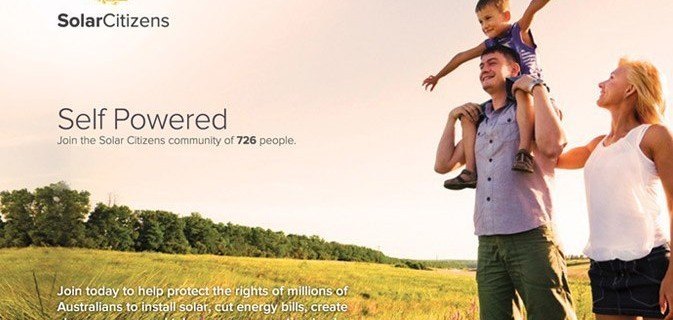 SolarCitizens
Self Powered
Join the Solar Citizens community of 726 people.
Join today to help protect the rights of millions of
Australians to install solar, cut energy bills, create